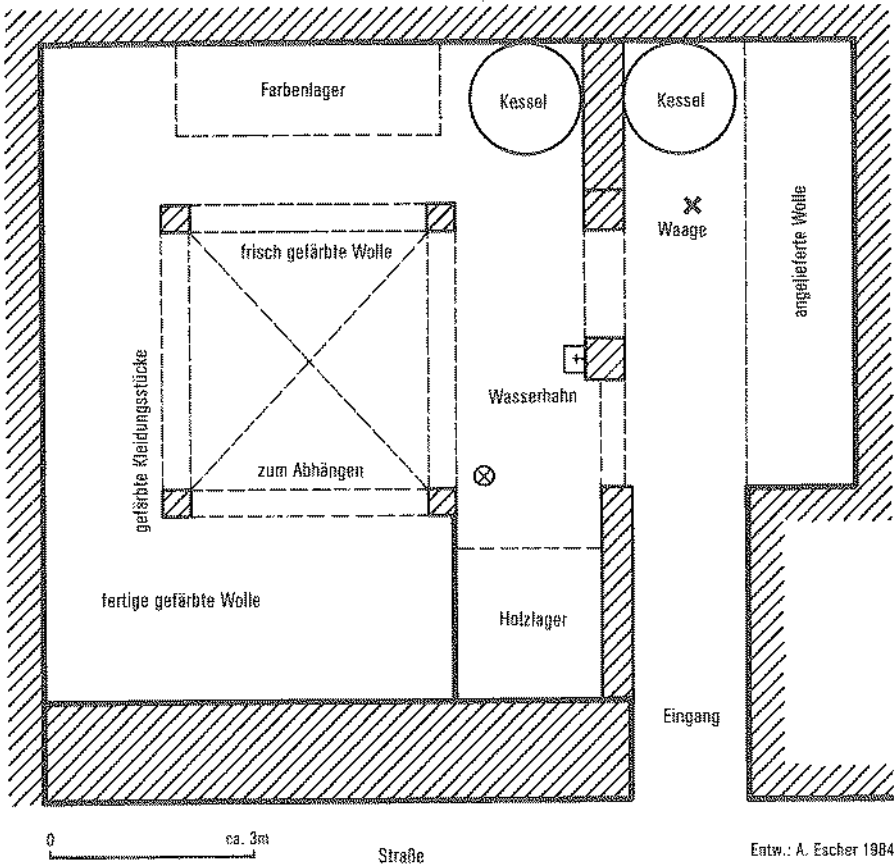 Farbenlager
Kessel
Kessel
Waage
angelieferte Wolle
frisch gefärbte Wolle
gefärbte Kleidungsstücke
Wasserhahn
zum Abhängen
fertige gefärbte Wolle
Holzlager
Eingang
0
ca. 3m
Straße
Entw.: A. Escher 1984